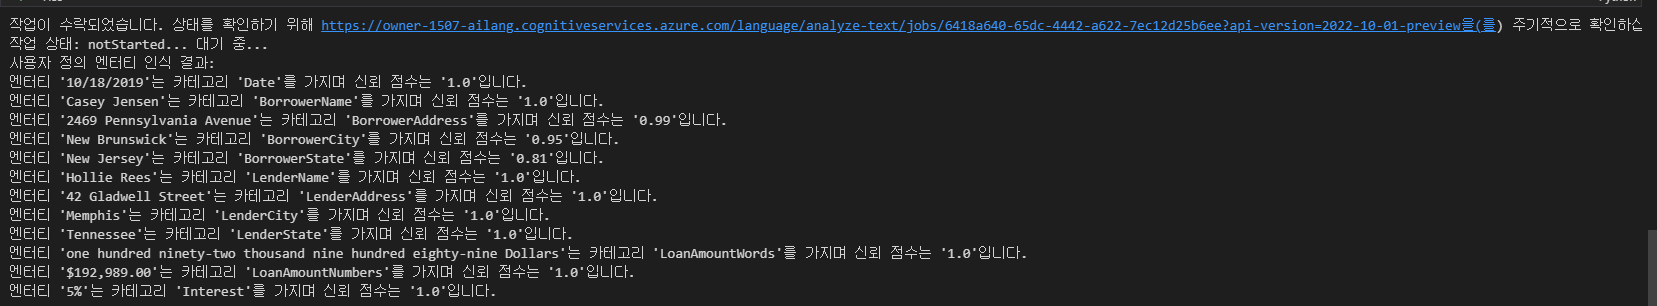 작업이 수락되었습니다. 상태를 확인하기 위해 https://owner-1507-ailang.cognitiveservices.azure.com/language/analyze-text/jobs/6418a640-65dc-4442-a622-7ec12d25b6ee?api-version=2022-10-01-preview을(를) 주기적으로 확인하십
작업 상태: notStarted... 대기 중...
사용자 정의 엔터티 인식 결과:
엔터티 '10/18/2019'는 카테고리 'Date'를 가지며 신뢰 점수는 '1.0'입니다.
엔터티 'Casey Jensen'는 카테고리 'BorrowerName'를 가지며 신뢰 점수는 '1.0'입니다.
엔터티 '2469 Pennsylvania Avenue'는 카테고리 'BorrowerAddress'를 가지며 신뢰 점수는 '0.99'입니다.
엔터티 'New Brunswick'는 카테고리 'BorrowerCity'를 가지며 신뢰 점수는 '0.95'입니다.
엔터티 'New Jersey'는 카테고리 'BorrowerState'를 가지며 신뢰 점수는 '0.81'입니다.
엔터티 'Hollie Rees'는 카테고리 'LenderName'를 가지며 신뢰 점수는 '1.0'입니다.
엔터티 '42 Gladwell Street'는 카테고리 'LenderAddress'를 가지며 신뢰 점수는 '1.0'입니다.
엔터티 'Memphis'는 카테고리 'LenderCity'를 가지며 신뢰 점수는 '1.0'입니다.
엔터티 'Tennessee'는 카테고리 'LenderState'를 가지며 신뢰 점수는 '1.0'입니다.
엔터티 'one hundred ninety-two thousand nine hundred eighty-nine Dollars'는 카테고리 'LoanAmountWords'를 가지며 신뢰 점수는 '1.0'입니다.
엔터티 '$192,989.00'는 카테고리 'LoanAmountNumbers'를 가지며 신뢰 점수는 '1.0'입니다.
엔터티 '5%'는 카테고리 'Interest'를 가지며 신뢰 점수는 '1.0'입니다.